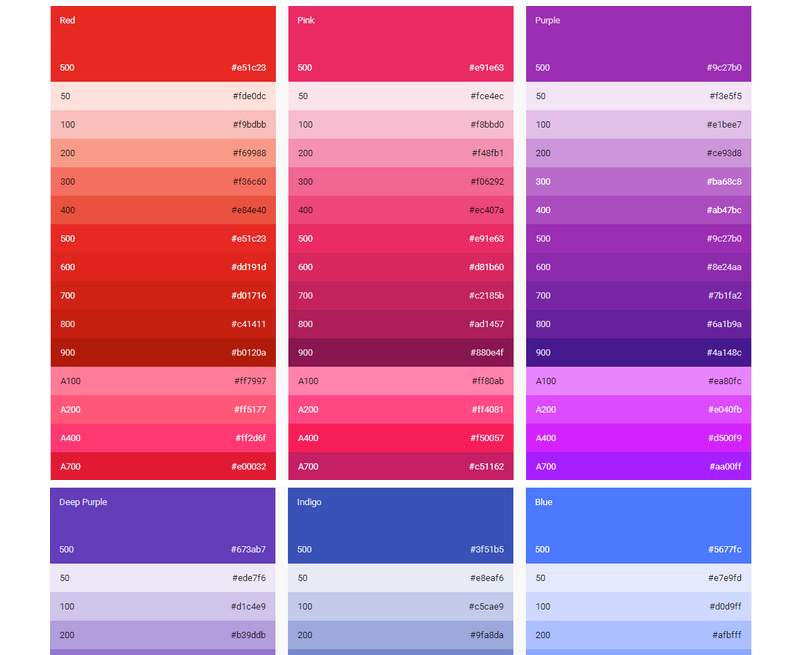 Red
500 #e51c23
50 #fde0dc
100 #f9bdbb
200 #f69988
300 #f36c60
400 #e84e40
500 #e51c23
600 #dd191d
700 #d01716
800 #c41411
900 #b0120a
A100 #ff7997
A200 #ff5177
A400 #ff2d6f
A700 #e00032
Pink
500 #e91e63
50 #fce4ec
100 #f8bbd0
200 #f48fb1
300 #f06292
400 #ec407a
500 #e91e63
600 #d81b60
700 #c2185b
800 #ad1457
900 #880e4f
A100 #ff80ab
A200 #ff4081
A400 #f50057
A700 #c51162
Purple
500 #9c27b0
50 #f3e5f5
100 #e1bee7
200 #ce93d8
300 #ba68c8
400 #ab47bc
500 #9c27b0
600 #8e24aa
700 #7b1fa2
800 #6a1b9a
900 #4a148c
A100 #ea80fc
A200 #e040fb
A400 #d500f9
A700 #aa00ff
Deep Purple
500 #673ab7
50 #ede7f6
100 #d1c4e9
200 #b39ddb
Indigo
500 #3f51b5
50 #e8eaf6
100 #c5cae9
200 #9fa8da
Blue
500 #5677fc
50 #e7e9fd
100 #d0d9ff
200 #afbfff